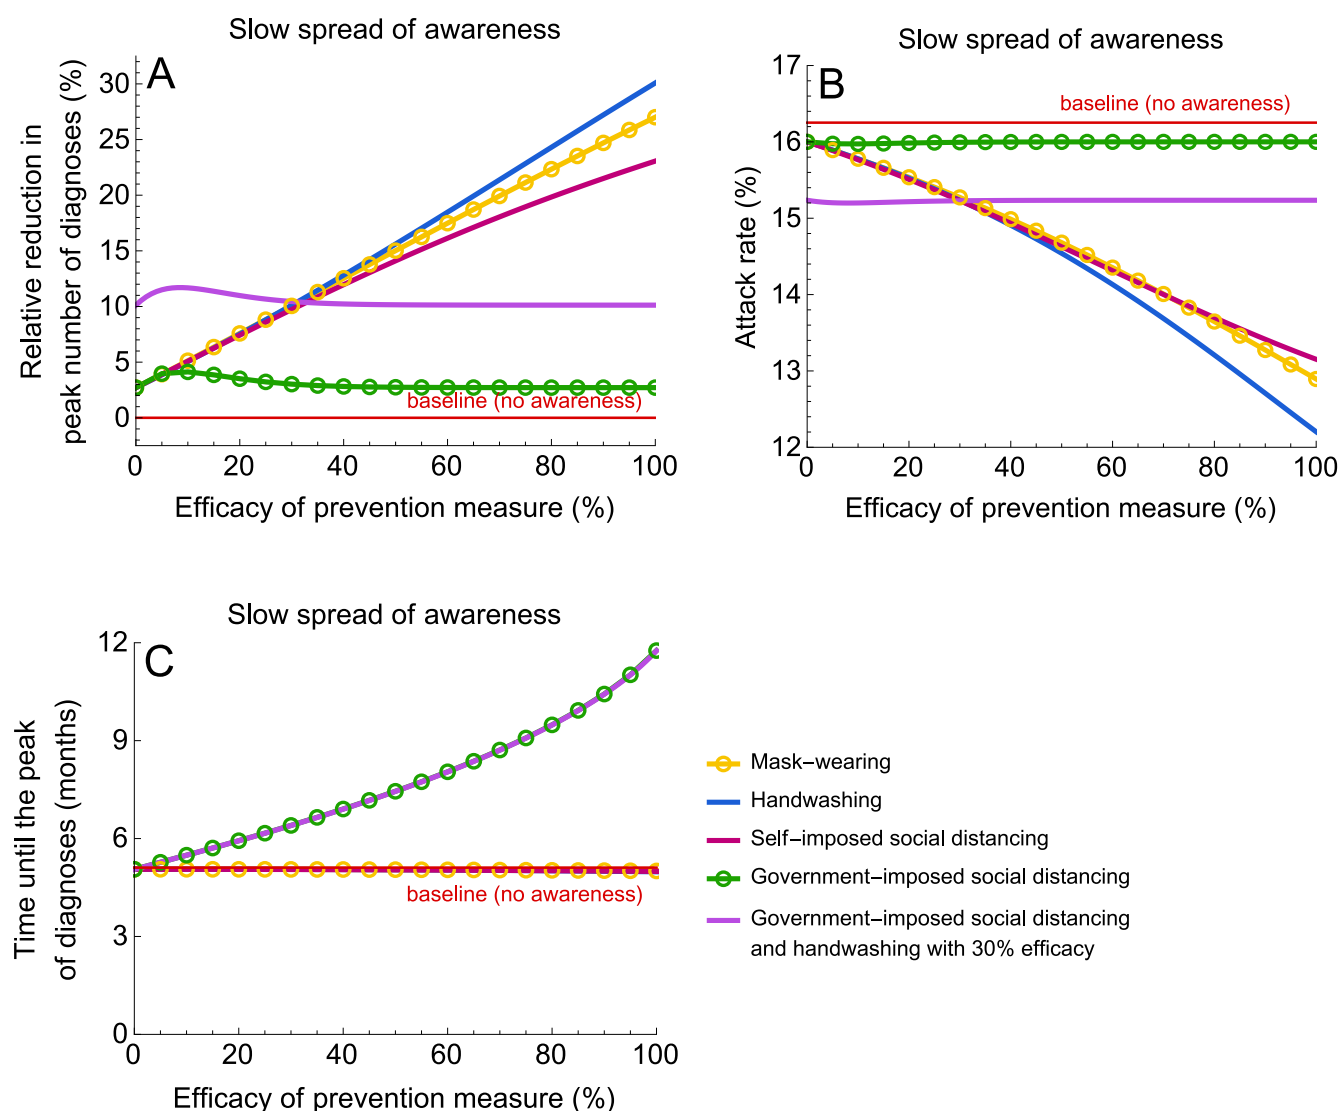 Slow spread of awareness
A
Relative reduction in
peak number of diagnoses (%)
30
25
20
15
10
5
0
baseline (no awareness)
0 20 40 60 80 100
Efficacy of prevention measure (%)
Slow spread of awareness
B
Attack rate (%)
17
16
15
14
13
12
baseline (no awareness)
0 20 40 60 80 100
Efficacy of prevention measure (%)
Slow spread of awareness
C
Time until the peak
of diagnoses (months)
12
9
6
3
0
baseline (no awareness)
0 20 40 60 80 100
Efficacy of prevention measure (%)
Mask–wearing
Handwashing
Self–imposed social distancing
Government–imposed social distancing
Government–imposed social distancing
and handwashing with 30% efficacy